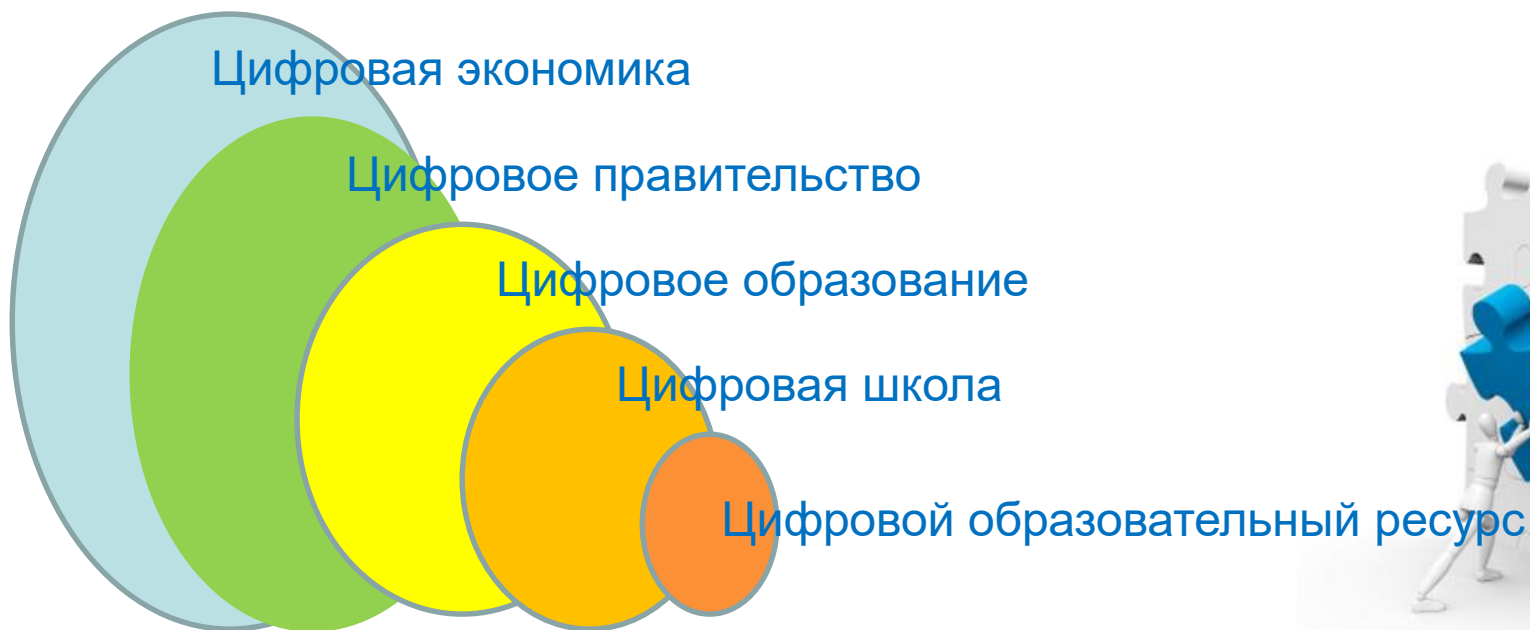 Цифровая экономика
Цифровое правительство
Цифровое образование
Цифровая школа
Цифровой образовательный ресурс